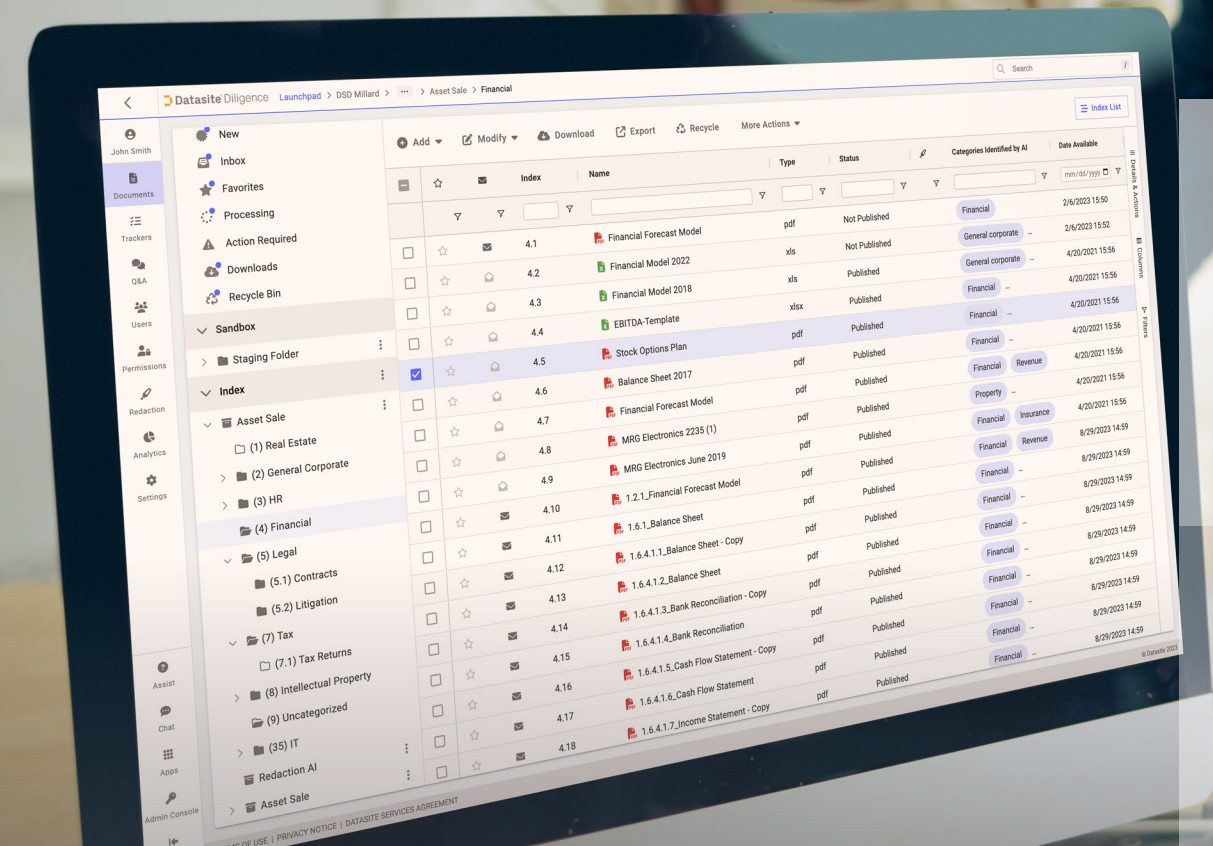 Datasite Diligence Launchpad > DSD Millard > ... > Asset Sale > Financial
Search
/
John Smith
Documents
Trackers
Q&A
Users
Permissions
Redaction
Analytics
Settings
Assist
Chat
Apps
Admin Console
New
Inbox
Favorites
Processing
Action Required
Downloads
Recycle Bin
Sandbox
Staging Folder
Index
Asset Sale
(1) Real Estate
(2) General Corporate
(3) HR
(4) Financial
(5) Legal
(5.1) Contracts
(5.2) Litigation
(7) Tax
(7.1) Tax Returns
(8) Intellectual Property
(9) Uncategorized
(35) IT
Redaction AI
Asset Sale
Add Modify Download Export Recycle More Actions
Index List
Index Name Type Status Categories Identified by AI Date Available
mm/dd/yyyy
4.1 Financial Forecast Model pdf Not Published Financial 2/6/2023 15:50
4.2 Financial Model 2022 xls Not Published General corporate ... 2/6/2023 15:52
4.3 Financial Model 2018 xls Published General corporate ... 4/20/2021 15:56
4.4 EBITDA-Template xlsx Published Financial ... 4/20/2021 15:56
4.5 Stock Options Plan pdf Published Financial ... 4/20/2021 15:56
4.6 Balance Sheet 2017 pdf Published Financial ... 4/20/2021 15:56
4.7 Financial Forecast Model pdf Published Financial Revenue 4/20/2021 15:56
4.8 MRG Electronics 2235 (1) pdf Published Property ... 4/20/2021 15:56
4.9 MRG Electronics June 2019 pdf Published Financial Insurance 4/20/2021 15:56
4.10 1.2.1_Financial Forecast Model pdf Published Financial Revenue 8/29/2023 14:59
4.11 1.6.1_Balance Sheet pdf Published Financial ... 8/29/2023 14:59
4.12 1.6.4.1.1_Balance Sheet - Copy pdf Published Financial ... 8/29/2023 14:59
4.13 1.6.4.1.2_Balance Sheet pdf Published Financial ... 8/29/2023 14:59
4.14 1.6.4.1.3_Bank Reconciliation - Copy pdf Published Financial ... 8/29/2023 14:59
4.15 1.6.4.1.4_Bank Reconciliation pdf Published Financial ... 8/29/2023 14:59
4.16 1.6.4.1.5_Cash Flow Statement - Copy pdf Published Financial ... 8/29/2023 14:59
4.17 1.6.4.1.6_Cash Flow Statement pdf Published Financial ... 8/29/2023 14:59
4.18 1.6.4.1.7_Income Statement - Copy pdf Published Financial ... 8/29/2023 14:59
Details & Actions
Columns
Filters
OF USE | PRIVACY NOTICE | DATASITE SERVICES AGREEMENT
© Datasite 2023